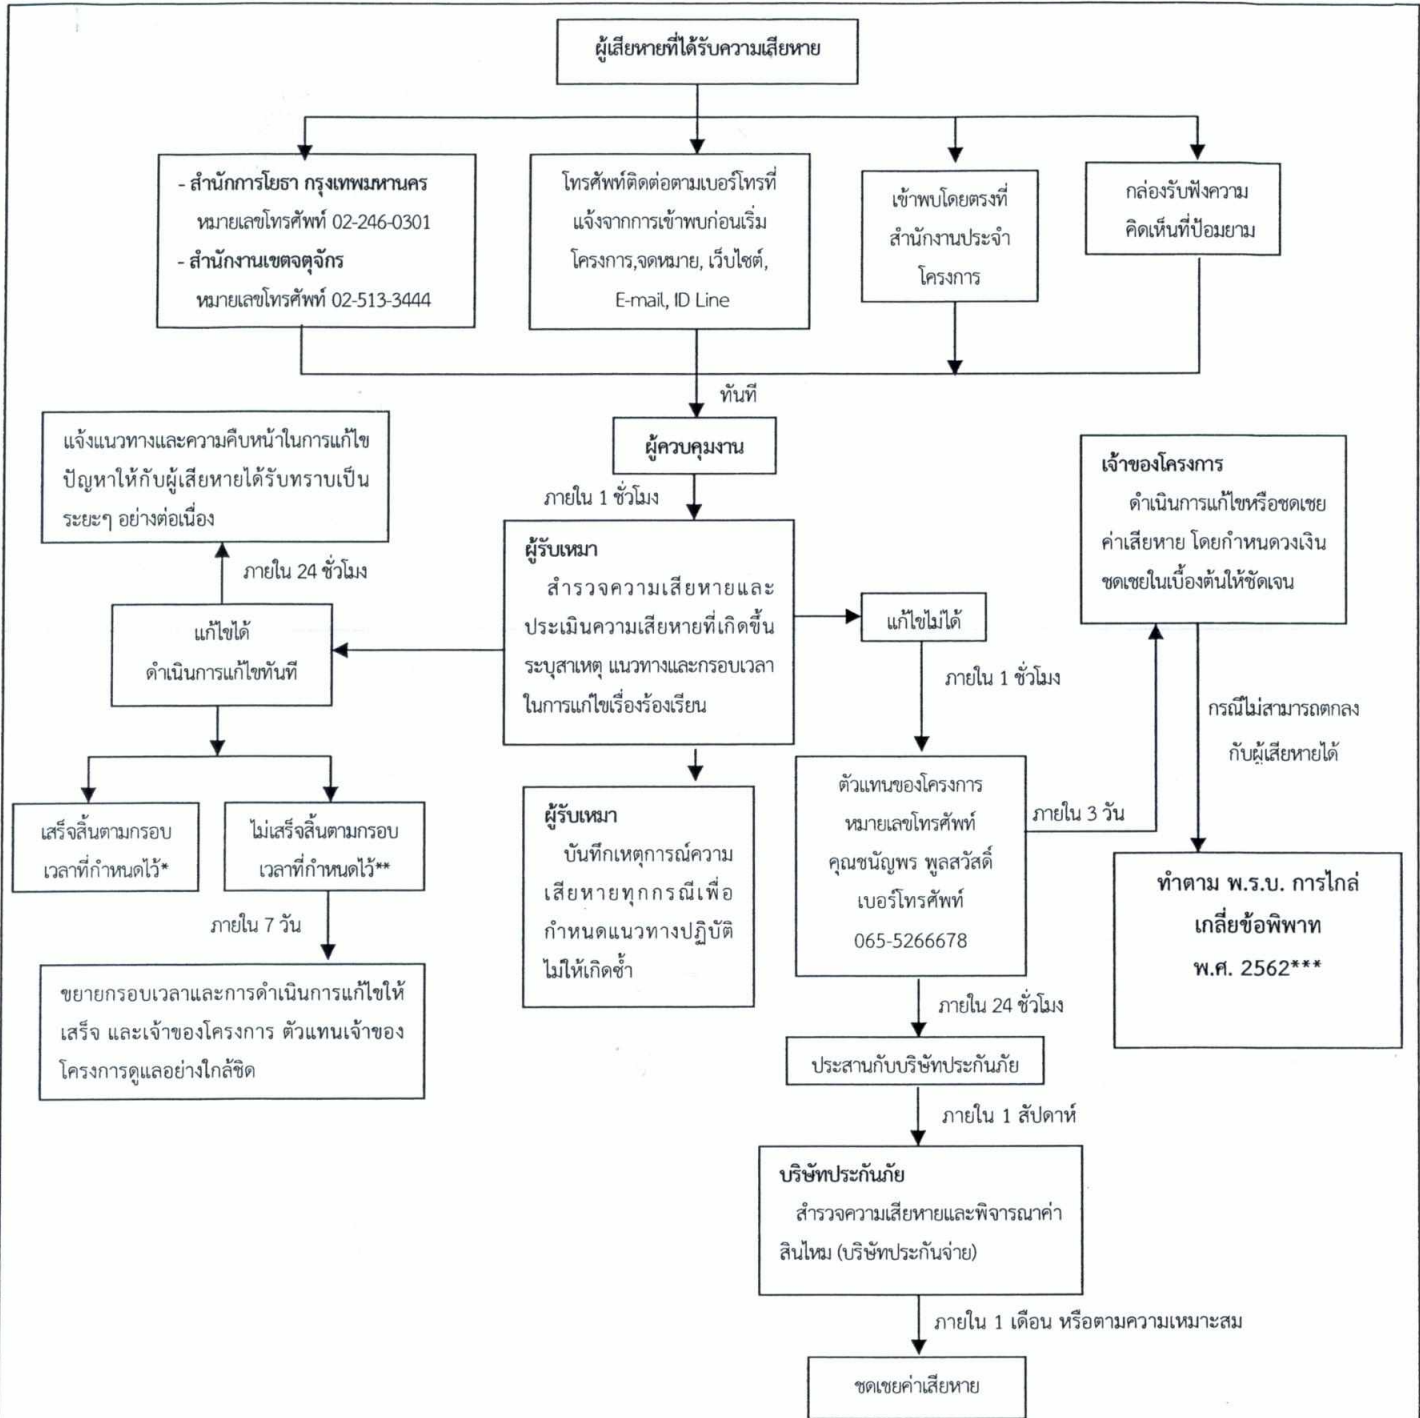 ผู้เสียหายที่ได้รับความเสียหาย
- สำนักการโยธา กรุงเทพมหานคร
หมายเลขโทรศัพท์ 02-246-0301
- สำนักงานเขตจตุจักร
หมายเลขโทรศัพท์ 02-513-3444
โทรศัพท์ติดต่อตามเบอร์โทรที่
แจ้งจากการเข้าพบก่อนเริ่ม
โครงการ,จดหมาย, เว็บไซต์,
E-mail, ID Line
เข้าพบโดยตรงที่
สำนักงานประจำ
โครงการ
กล่องรับฟังความ
คิดเห็นที่ป้อมยาม
ทันที
ผู้ควบคุมงาน
ภายใน 1 ชั่วโมง
แจ้งแนวทางและความคืบหน้าในการแก้ไข
ปัญหาให้กับผู้เสียหายได้รับทราบเป็น
ระยะๆ อย่างต่อเนื่อง
ภายใน 24 ชั่วโมง
แก้ไขได้
ดำเนินการแก้ไขทันที
ผู้รับเหมา
สำรวจความเสียหายและ
ประเมินความเสียหายที่เกิดขึ้น
ระบุสาเหตุ แนวทางและกรอบเวลา
ในการแก้ไขเรื่องร้องเรียน
แก้ไขไม่ได้
ภายใน 1 ชั่วโมง
เจ้าของโครงการ
ดำเนินการแก้ไขหรือชดเชย
ค่าเสียหาย โดยกำหนดวงเงิน
ชดเชยในเบื้องต้นให้ชัดเจน
กรณีไม่สามารถตกลง
กับผู้เสียหายได้
เสร็จสิ้นตามกรอบ
เวลาที่กำหนดไว้*
ไม่เสร็จสิ้นตามกรอบ
เวลาที่กำหนดไว้**
ภายใน 7 วัน
ขยายกรอบเวลาและการดำเนินการแก้ไขให้
เสร็จ และเจ้าของโครงการ ตัวแทนเจ้าของ
โครงการดูแลอย่างใกล้ชิด
ผู้รับเหมา
บันทึกเหตุการณ์ความ
เสียหายทุกกรณีเพื่อ
กำหนดแนวทางปฏิบัติ
ไม่ให้เกิดซ้ำ
ตัวแทนของโครงการ
หมายเลขโทรศัพท์
คุณชนัญพร พูลสวัสดิ์
เบอร์โทรศัพท์
065-5266678
ภายใน 3 วัน
ทำตาม พ.ร.บ. การไกล่
เกลี่ยข้อพิพาท
พ.ศ. 2562***
ภายใน 24 ชั่วโมง
ประสานกับบริษัทประกันภัย
ภายใน 1 สัปดาห์
บริษัทประกันภัย
สำรวจความเสียหายและพิจารณาค่า
สินไหม (บริษัทประกันจ่าย)
ภายใน 1 เดือน หรือตามความเหมาะสม
ชดเชยค่าเสียหาย